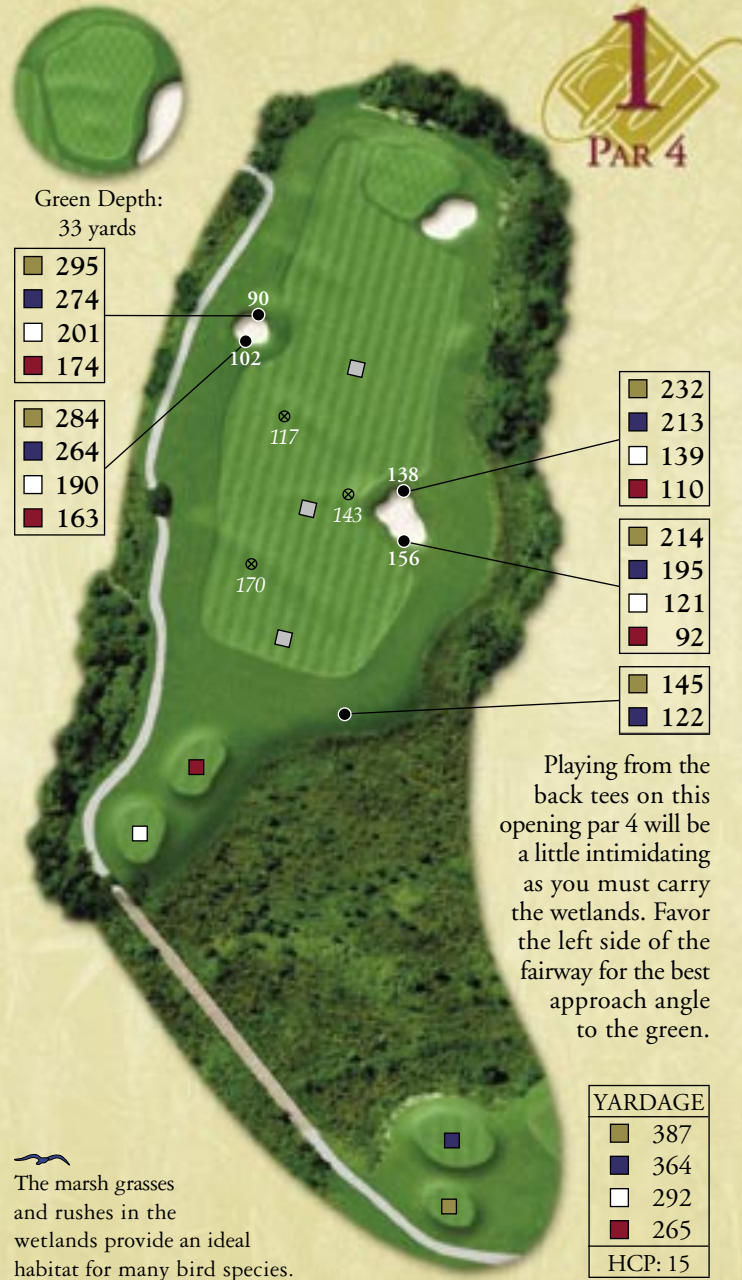 1
PAR 4
Green Depth:
33 yards
295
274
201
174
284
264
190
163
90
102
117
138
143
156
170
232
213
139
110
214
195
121
92
145
122
Playing from the
back tees on this
opening par 4 will be
a little intimidating
as you must carry
the wetlands. Favor
the left side of the
fairway for the best
approach angle
to the green.
YARDAGE
387
364
292
265
HCP: 15
The marsh grasses
and rushes in the
wetlands provide an ideal
habitat for many bird species.